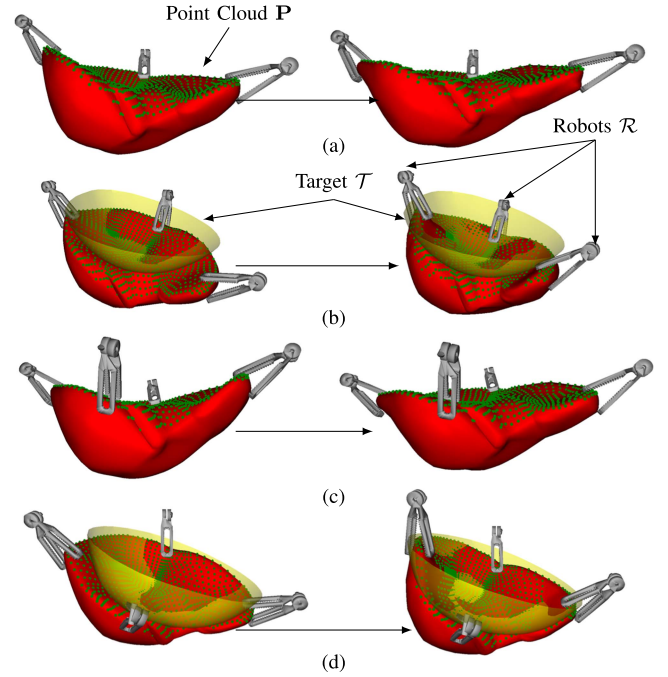 Point Cloud P
(a)
Robots ℛ
Target 𝒯
(b)
(c)
(d)